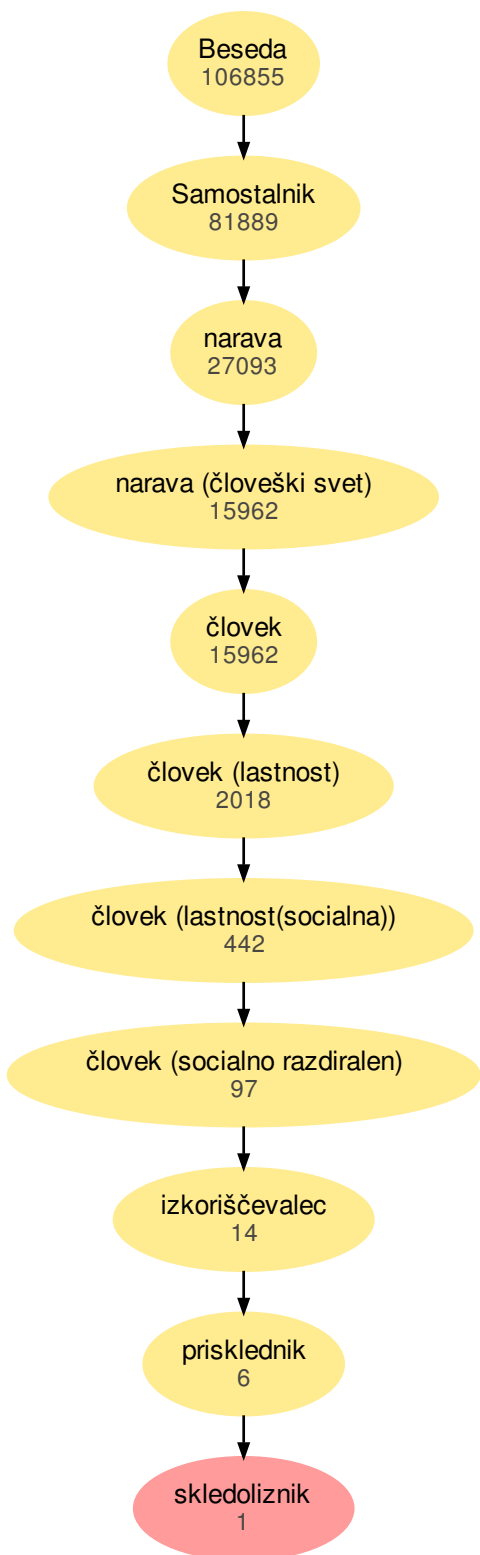 Beseda
106855
Samostalnik
81889
narava
27093
narava (človeški svet)
15962
človek
15962
človek (lastnost)
2018
človek (lastnost(socialna))
442
človek (socialno razdiralen)
97
izkoriščevalec
14
prisklednik
6
skledoliznik
1